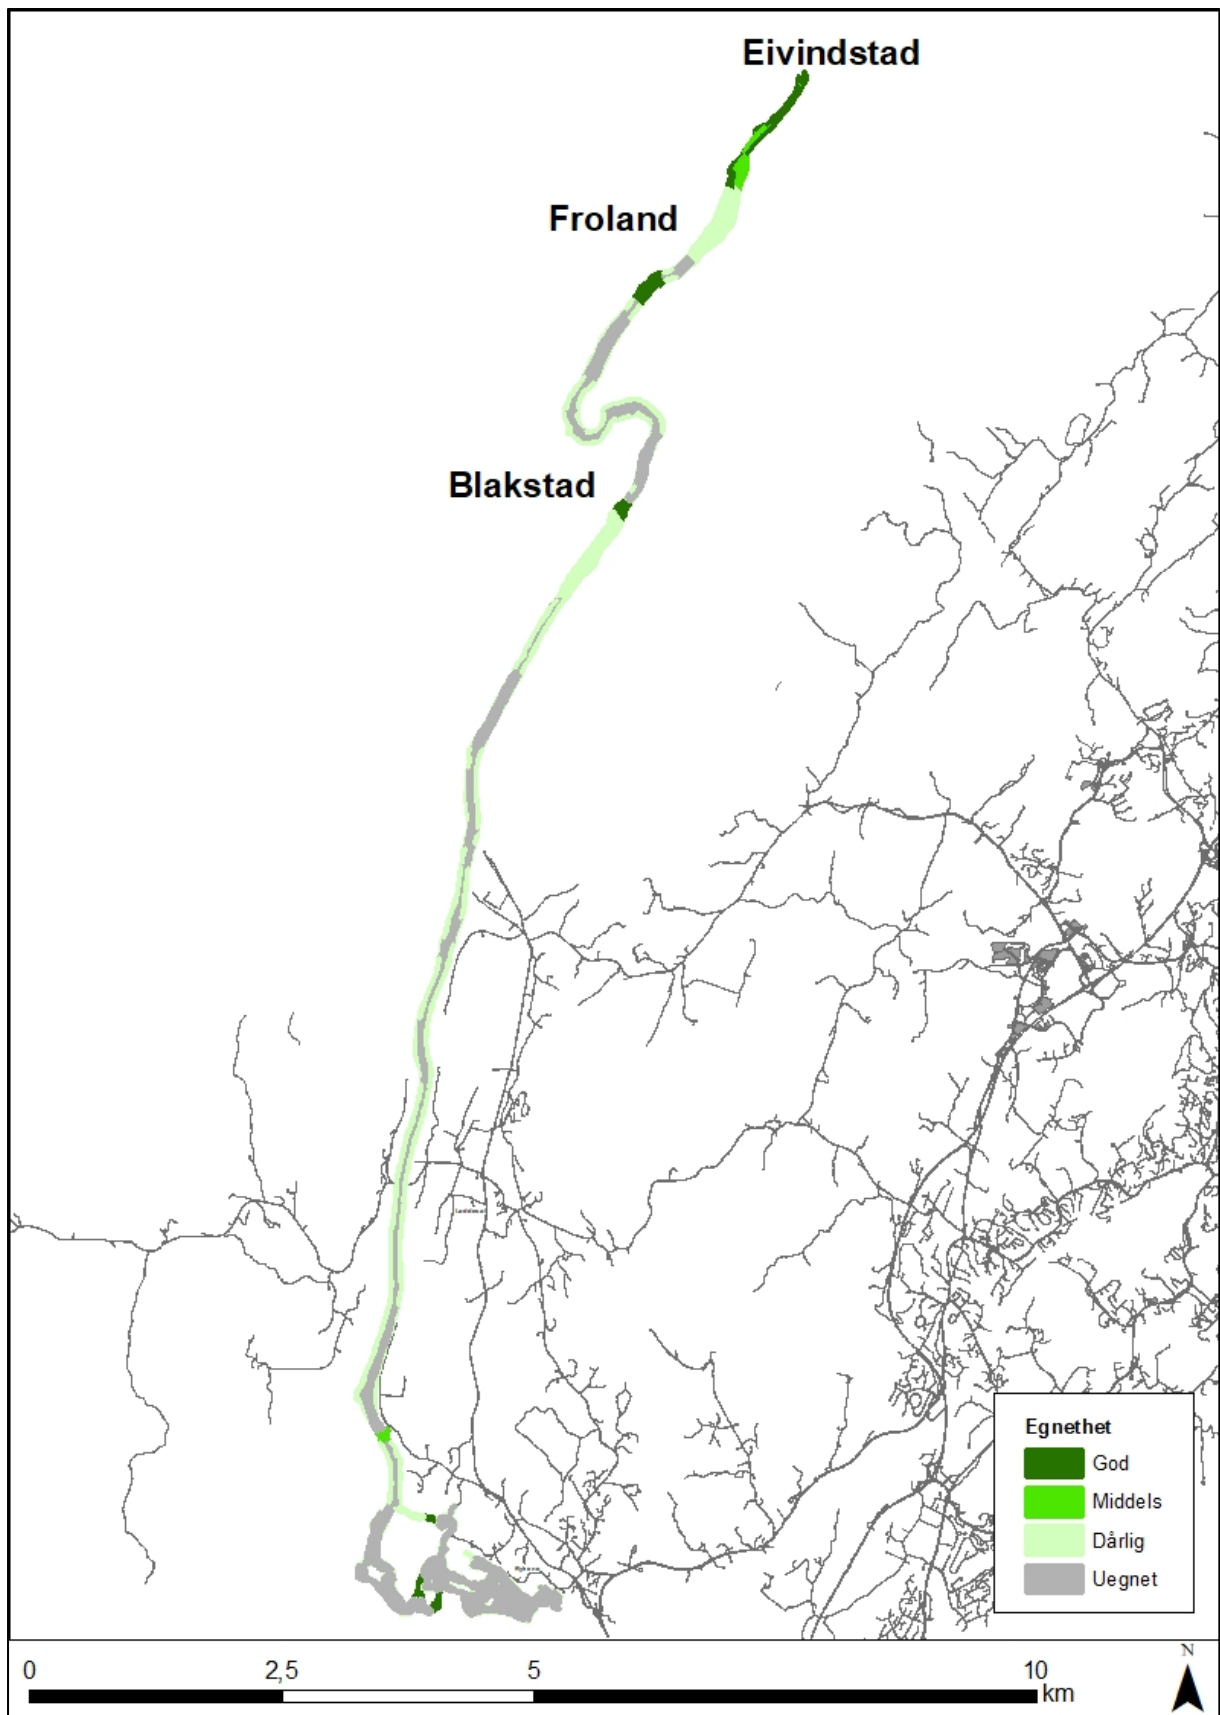 Eivindstad
Froland
Blakstad
Egnethet
God
Middels
Dårlig
Uegnet
0
2,5
5
10
km
N